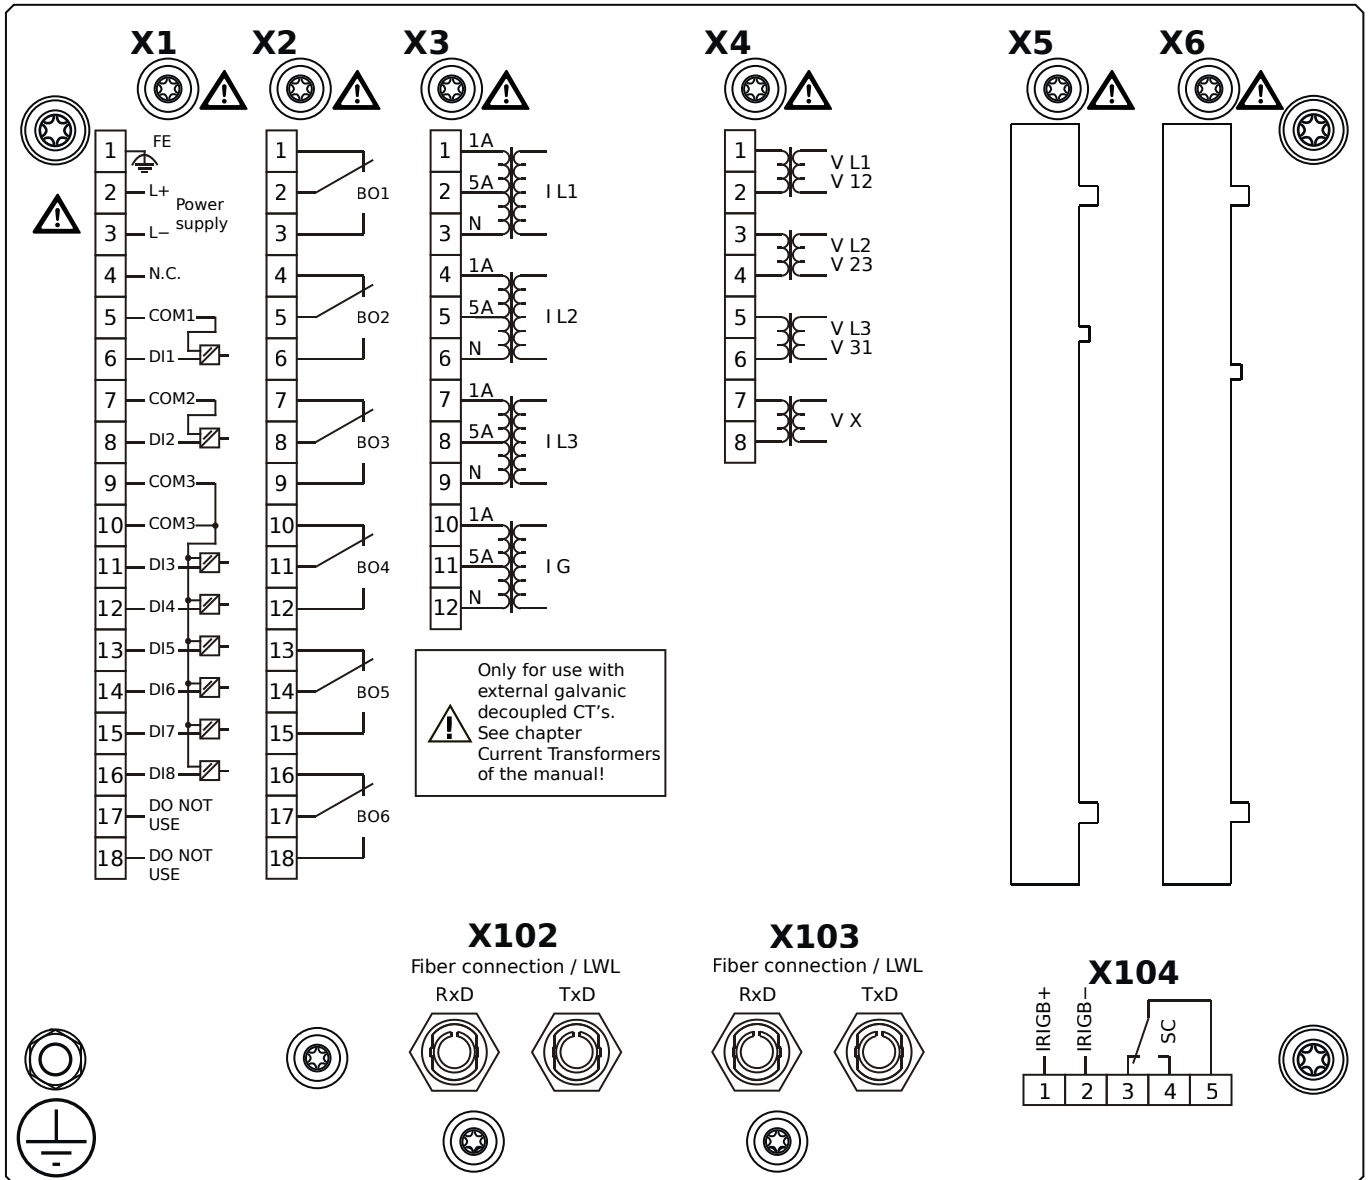 X1
X2
X3
X4
X5
X6
1 FE
2 L+
Power
supply
3 L−
4 N.C.
5 COM1
6 DI1
7 COM2
8 DI2
9 COM3
10 COM3
11 DI3
12 DI4
13 DI5
14 DI6
15 DI7
16 DI8
17 DO NOT
USE
18 DO NOT
USE
1
2 BO1
3
4
5 BO2
6
7
8 BO3
9
10
11 BO4
12
13
14 BO5
15
16
17 BO6
18
1 1A
2 5A I L1
3 N
4 1A
5 5A I L2
6 N
7 1A
8 5A I L3
9 N
10 1A
11 5A I G
12 N
Only for use with
external galvanic
decoupled CT's.
See chapter
Current Transformers
of the manual!
1 V L1
2 V 12
3 V L2
4 V 23
5 V L3
6 V 31
7 V X
8
X102
Fiber connection / LWL
RxD TxD
X103
Fiber connection / LWL
RxD TxD
X104
IRIGB+
IRIGB−
SC
1 2 3 4 5